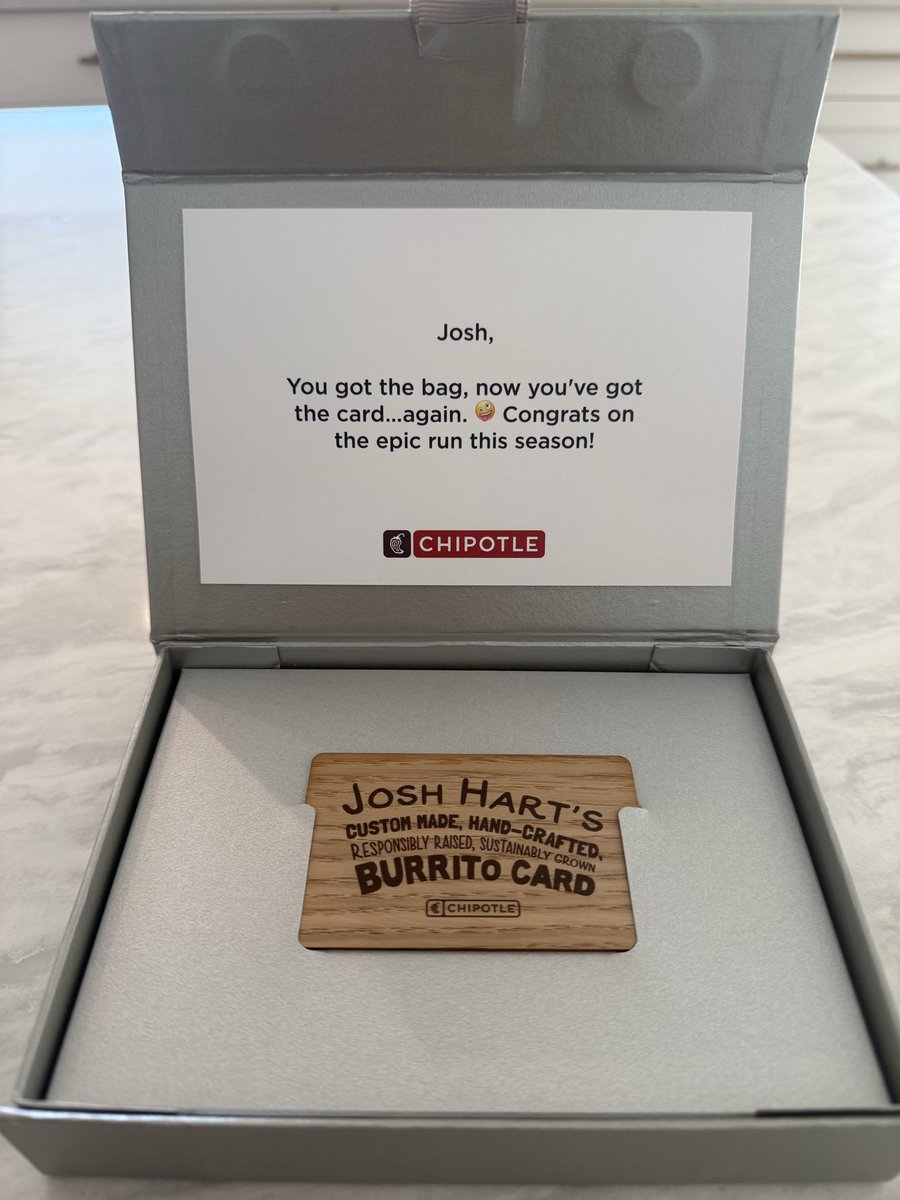 Josh,
You got the bag, now you've got
the card...again. 🤪 Congrats on
the epic run this season!
CHIPOTLE
JOSH HART'S
CUSTOM MADE, HAND-CRAFTED,
RESPONSIBLY RAISED, SUSTAINABLY GROWN
BURRITO CARD
CHIPOTLE